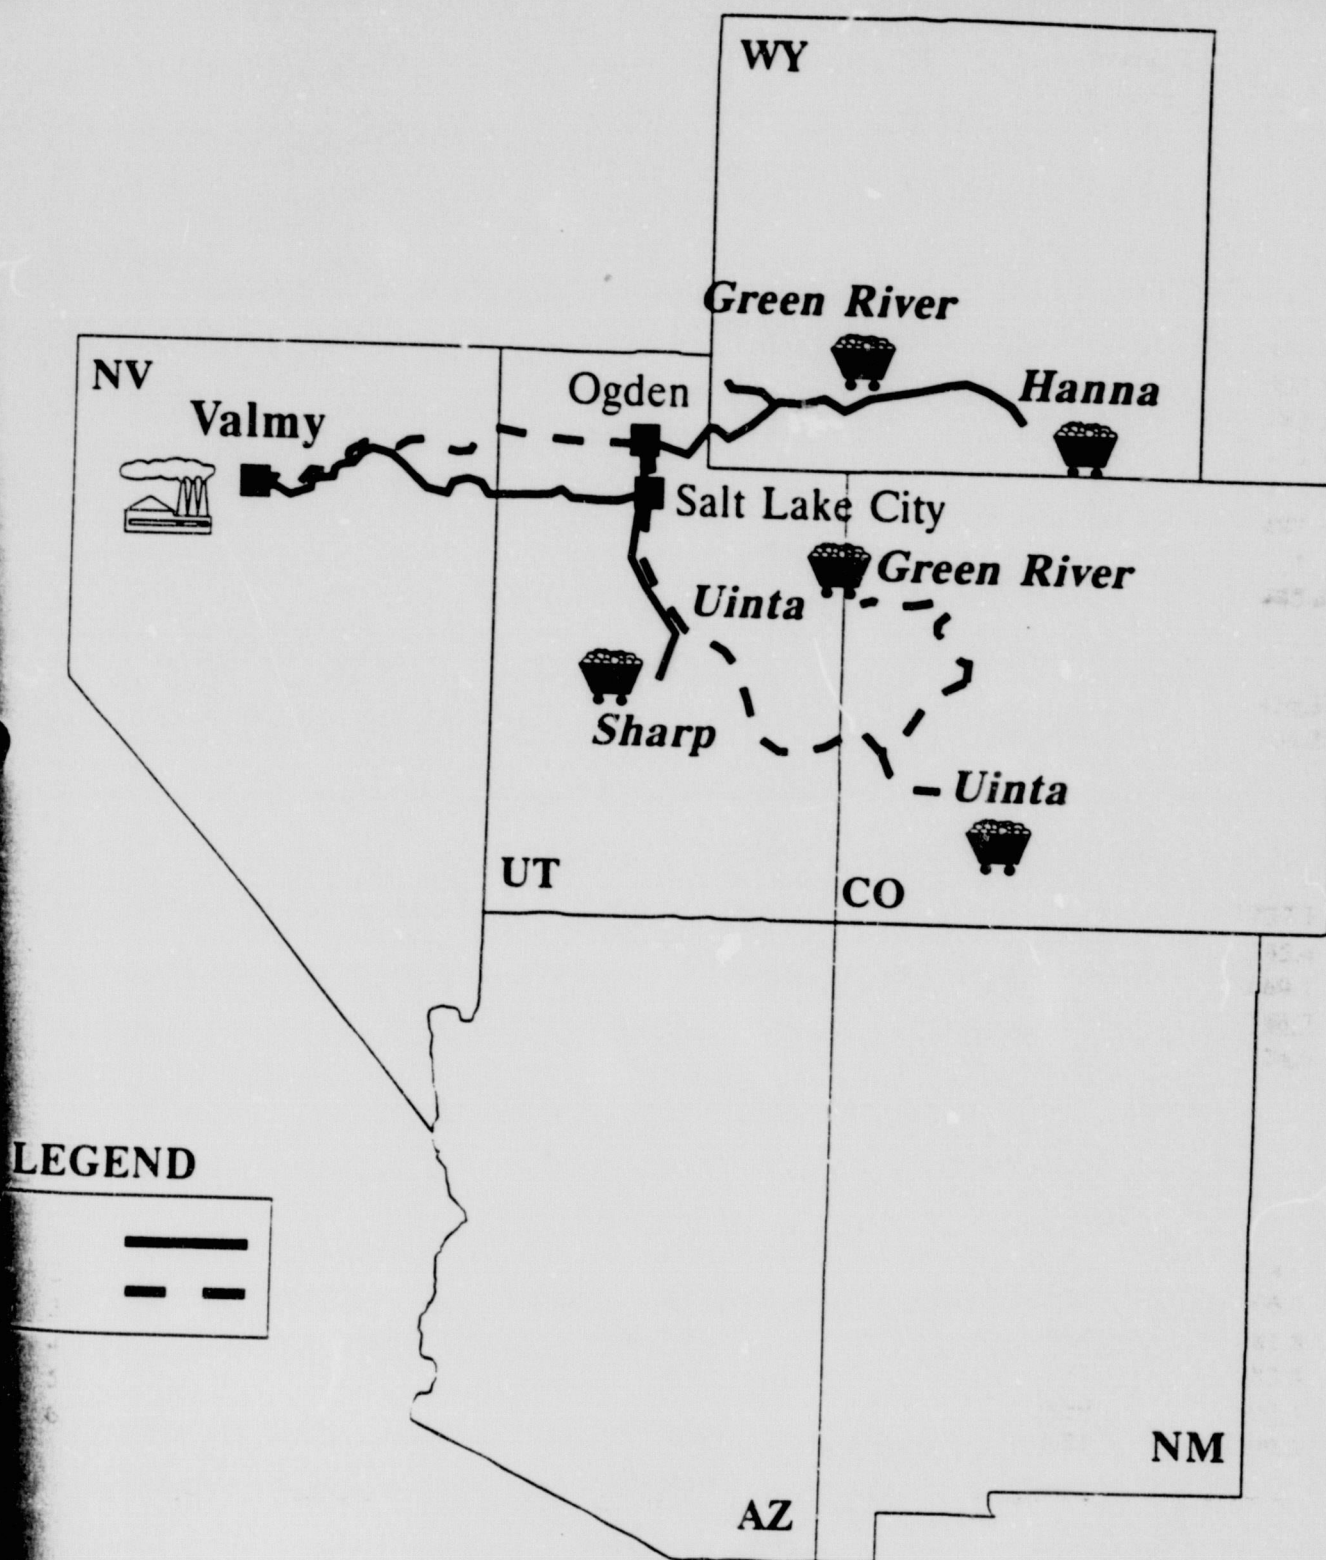 WY
Green River
Hanna
NV
Valmy
Ogden
Salt Lake City
Green River
Uinta
Sharp
Uinta
UT
CO
LEGEND
NM
AZ